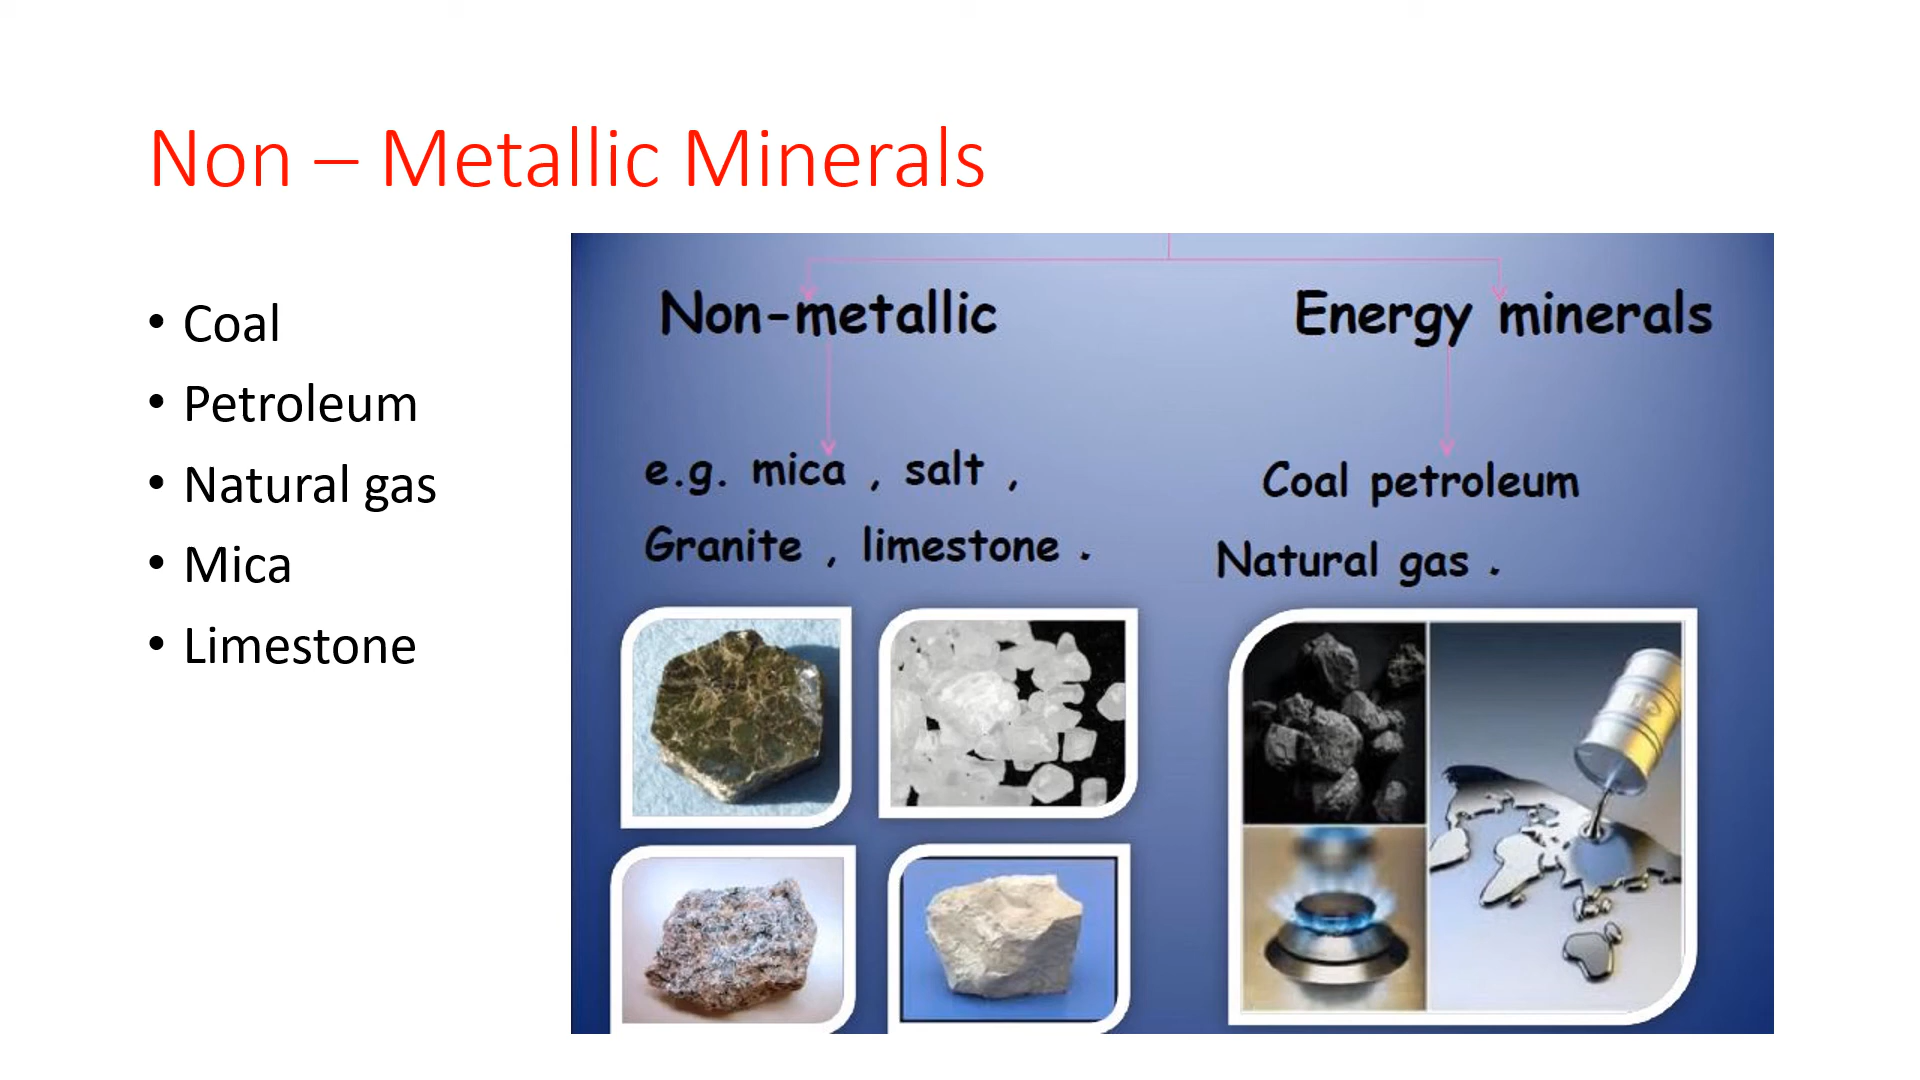 Non – Metallic Minerals
• Coal
• Petroleum
• Natural gas
• Mica
• Limestone
Non-metallic
e.g. mica , salt ,
Granite , limestone .
Energy minerals
Coal petroleum
Natural gas .